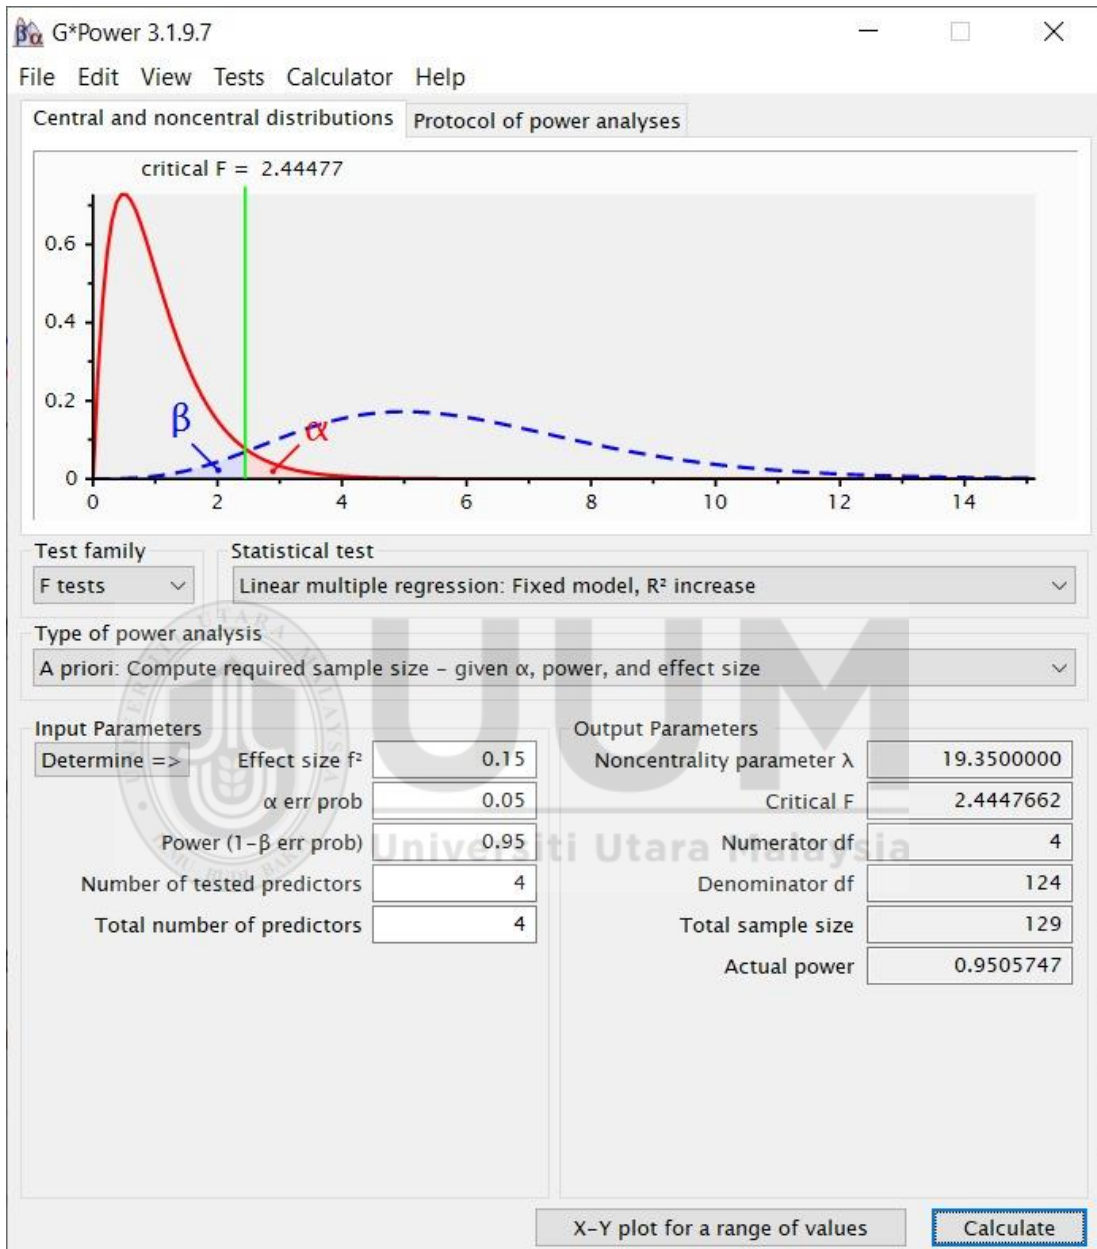 G*Power 3.1.9.7
File Edit View Tests Calculator Help
Central and noncentral distributions Protocol of power analyses
critical F = 2.44477
0.6
0.4
0.2
0
β
α
0 2 4 6 8 10 12 14
Test family Statistical test
F tests Linear multiple regression: Fixed model, R² increase
Type of power analysis
A priori: Compute required sample size – given α, power, and effect size
Input Parameters Output Parameters
Determine => Effect size f² 0.15 Noncentrality parameter λ 19.3500000
α err prob 0.05 Critical F 2.4447662
Power (1-β err prob) 0.95 Numerator df 4
Number of tested predictors 4 Denominator df 124
Total number of predictors 4 Total sample size 129
Actual power 0.9505747
X-Y plot for a range of values Calculate
UUM
Universiti Utara Malaysia
UNIVERSITI UTARA MALAYSIA